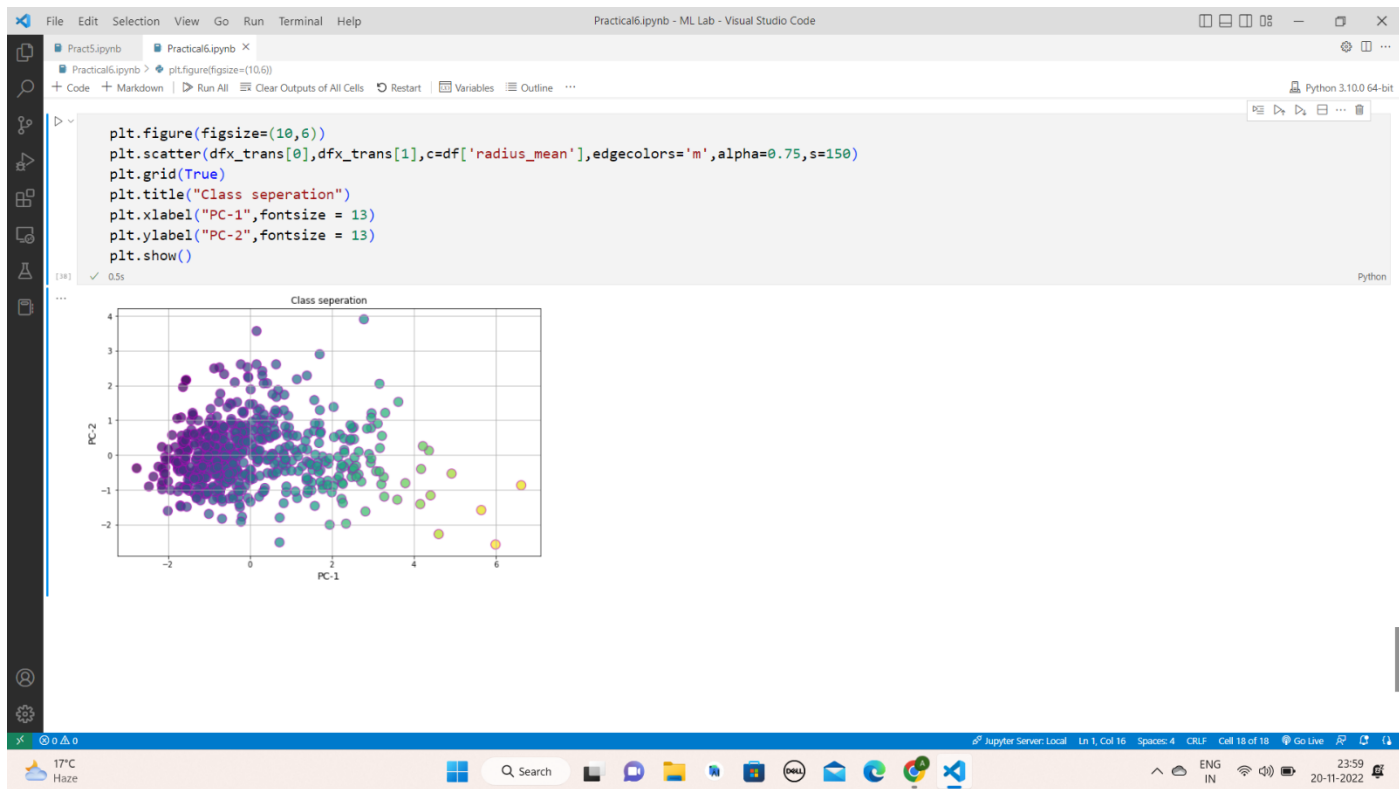 File Edit Selection View Go Run Terminal Help
Practical6.ipynb - ML Lab - Visual Studio Code
Pract5.ipynb Practical6.ipynb
Practical6.ipynb > plt.figure(figsize=(10,6))
+ Code + Markdown Run All Clear Outputs of All Cells Restart Variables Outline ...
Python 3.10.0 64-bit
plt.figure(figsize=(10,6))
plt.scatter(dfx_trans[0],dfx_trans[1],c=df['radius_mean'],edgecolors='m',alpha=0.75,s=150)
plt.grid(True)
plt.title("Class seperation")
plt.xlabel("PC-1",fontsize = 13)
plt.ylabel("PC-2",fontsize = 13)
plt.show()
[38] ✓ 0.5s
Python
Class seperation
4
3
2
1
0
−1
−2
PC-2
−2 0 2 4 6
PC-1
0 0
Jupyter Server: Local Ln 1, Col 16 Spaces: 4 CRLF Cell 18 of 18 Go Live
17°C
Haze
Search
DELL
ENG
IN
23:59
20-11-2022